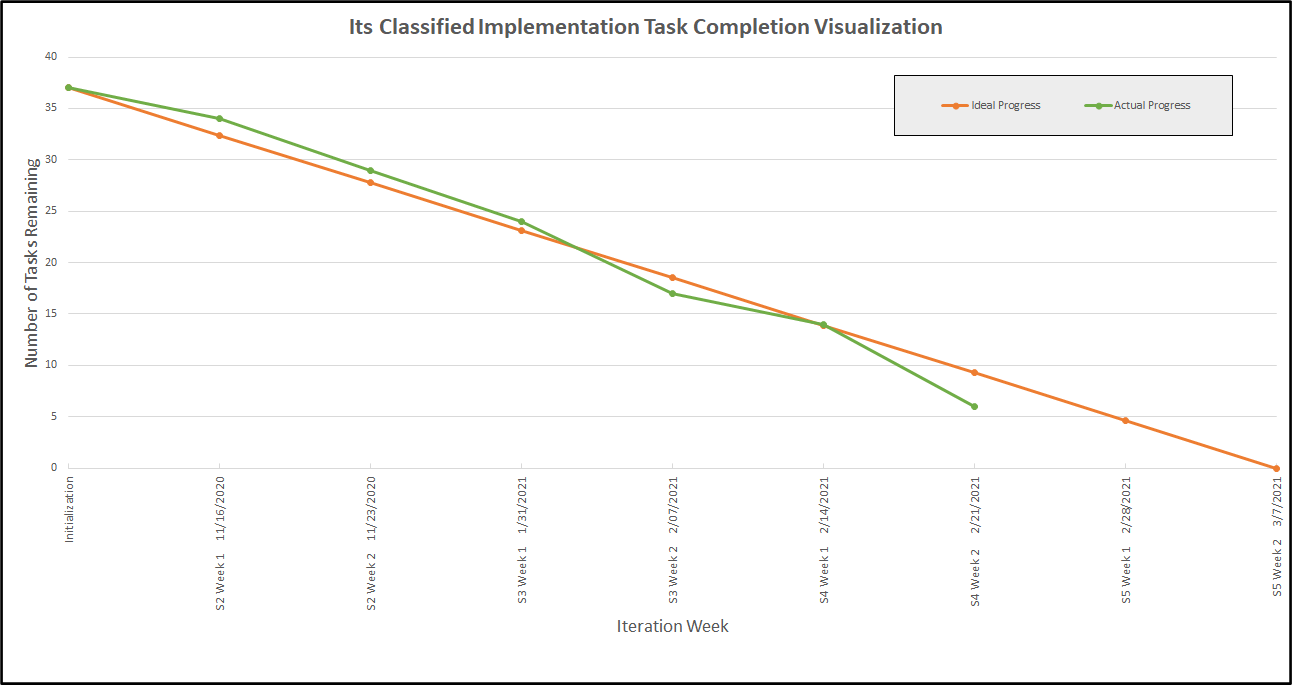 Its Classified Implementation Task Completion Visualization
Ideal Progress
Actual Progress
Number of Tasks Remaining
40
35
30
25
20
15
10
5
0
Initialization
S2 Week 1 11/16/2020
S2 Week 2 11/23/2020
S3 Week 1 1/31/2021
S3 Week 2 2/07/2021
S4 Week 1 2/14/2021
S4 Week 2 2/21/2021
S5 Week 1 2/28/2021
S5 Week 2 3/7/2021
Iteration Week